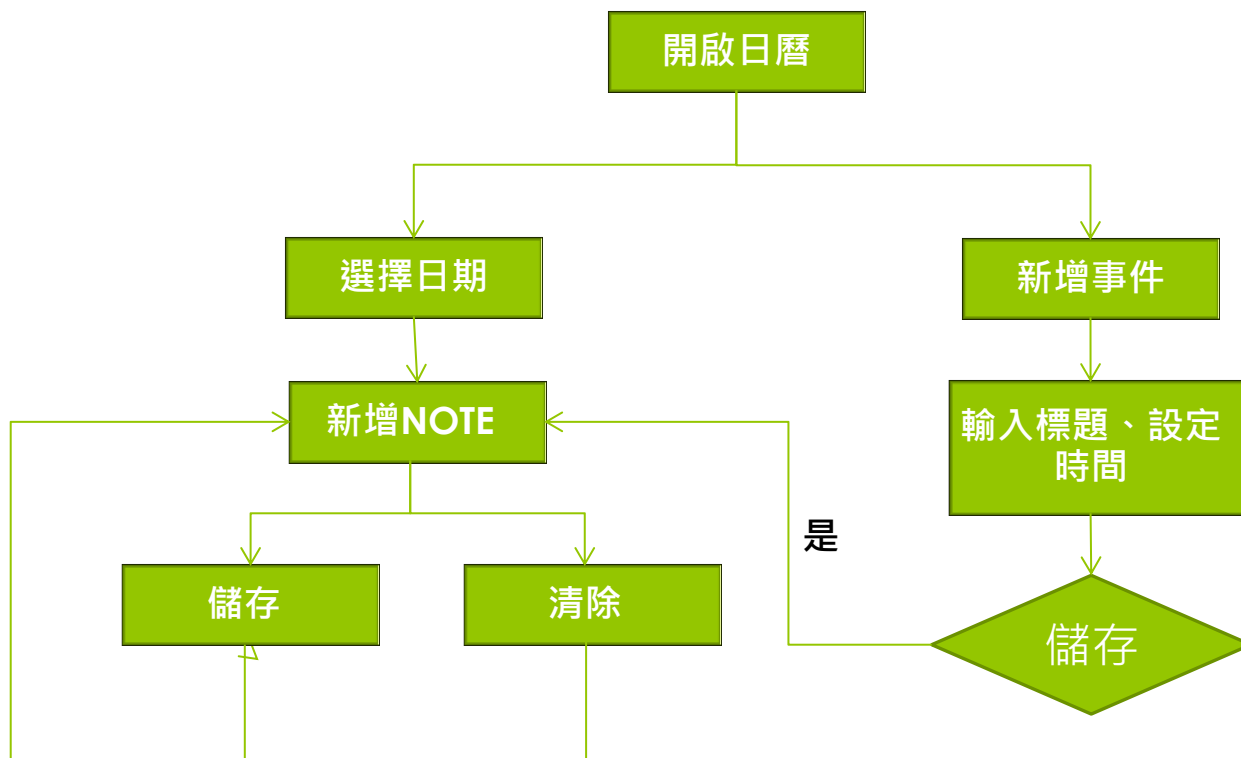 開啟日曆
選擇日期
新增事件
新增NOTE
輸入標題、設定
時間
是
儲存
清除
儲存